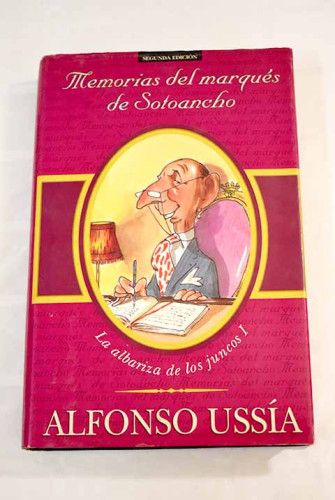 SEGUNDA EDICIÓN
Memorias del marqués
de Sotoancho
La albariza de los juncos I
ALFONSO USSÍA